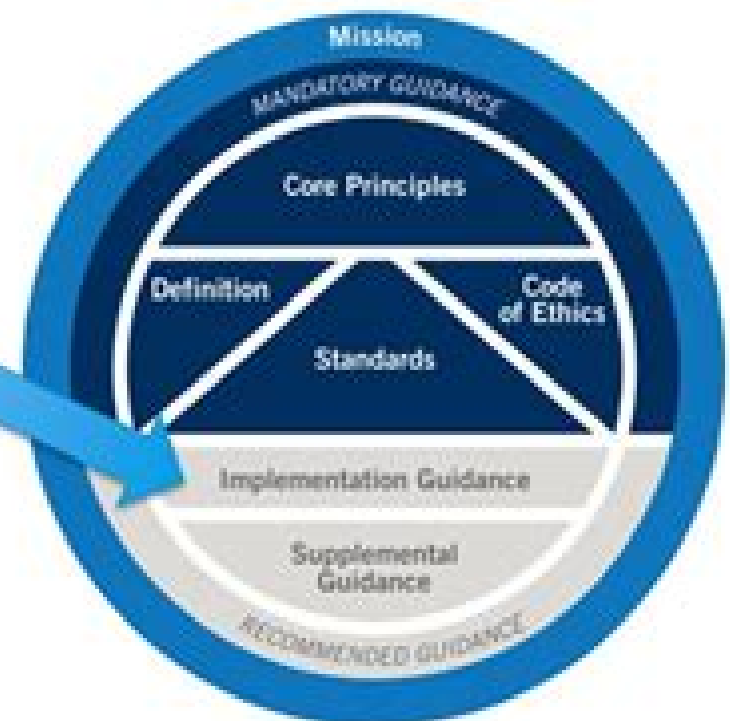 Mission
MANDATORY GUIDANCE
Core Principles
Definition
Code
of Ethics
Standards
Implementation Guidance
Supplemental
Guidance
RECOMMENDED GUIDANCE